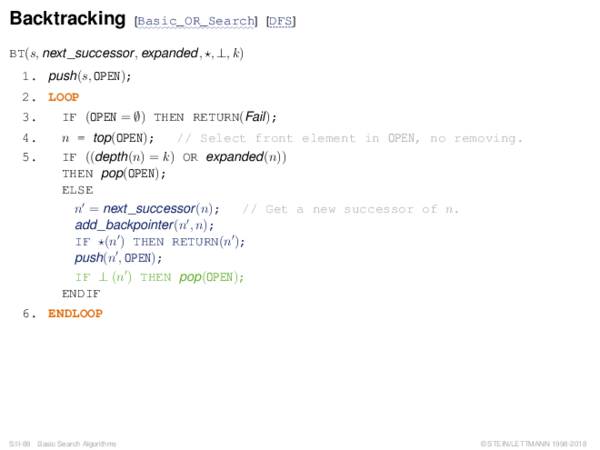 Backtracking [Basic_OR_Search] [DFS]
BT(s, next_successor, expanded, ⋆, ⊥, k)
1. push(s, OPEN);
2. LOOP
3. IF (OPEN = ∅) THEN RETURN(Fail);
4. n = top(OPEN); // Select front element in OPEN, no removing.
5. IF ((depth(n) = k) OR expanded(n))
THEN pop(OPEN);
ELSE
n′ = next_successor(n); // Get a new successor of n.
add_backpointer(n′, n);
IF ⋆(n′) THEN RETURN(n′);
push(n′, OPEN);
IF ⊥(n′) THEN pop(OPEN);
ENDIF
6. ENDLOOP
S:II-88 Basic Search Algorithms
©STEIN/LETTMANN 1998-2018